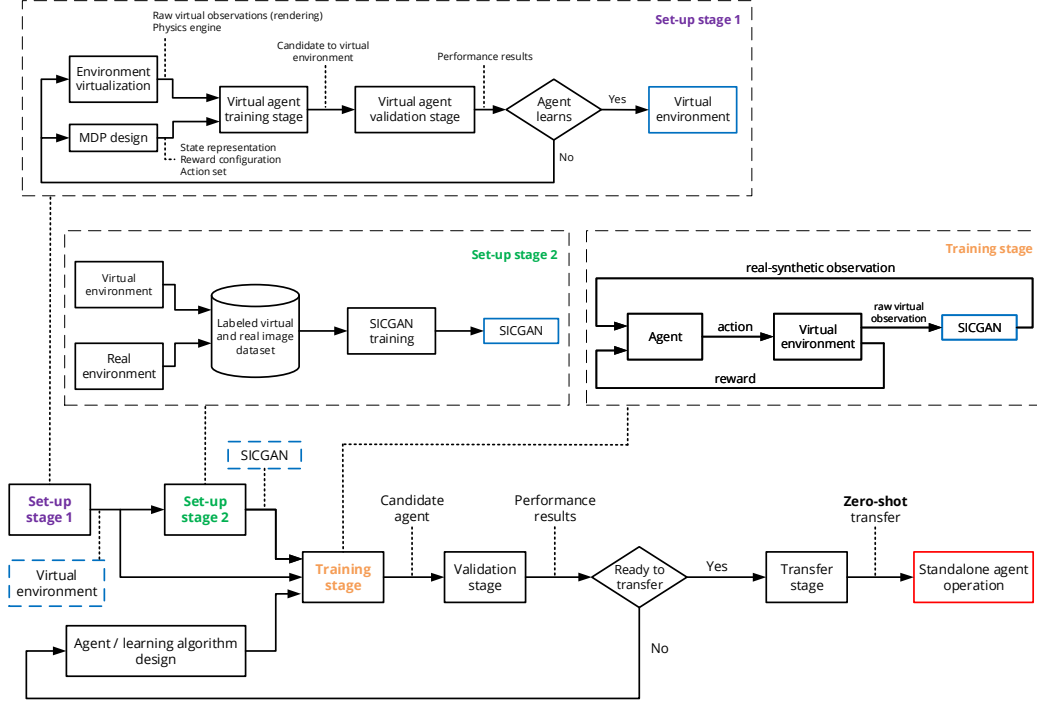 Set-up stage 1
Raw virtual observations (rendering)
Physics engine
Candidate to virtual
environment
Performance results
Environment
virtualization
Virtual agent
training stage
Virtual agent
validation stage
Agent
learns
Yes
Virtual
environment
MDP design
State representation
Reward configuration
Action set
No
Set-up stage 2
Virtual
environment
Real
environment
Labeled virtual
and real image
dataset
SICGAN
training
SICGAN
Training stage
real-synthetic observation
Agent
action
Virtual
environment
raw virtual
observation
SICGAN
reward
SICGAN
Set-up
stage 1
Set-up
stage 2
Virtual
environment
Candidate
agent
Performance
results
Zero-shot
transfer
Training
stage
Validation
stage
Ready to
transfer
Yes
Transfer
stage
Standalone agent
operation
Agent / learning algorithm
design
No